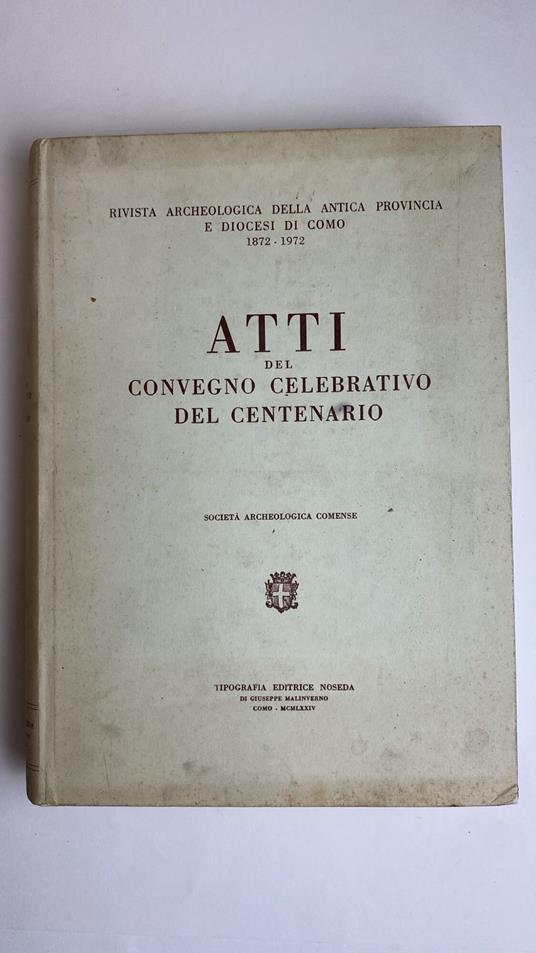 RIVISTA ARCHEOLOGICA DELLA ANTICA PROVINCIA
E DIOCESI DI COMO
1872 - 1972
ATTI
DEL
CONVEGNO CELEBRATIVO
DEL CENTENARIO
SOCIETÀ ARCHEOLOGICA COMENSE
TIPOGRAFIA EDITRICE NOSEDA
DI GIUSEPPE MALINVERNO
COMO - MCMLXXIV